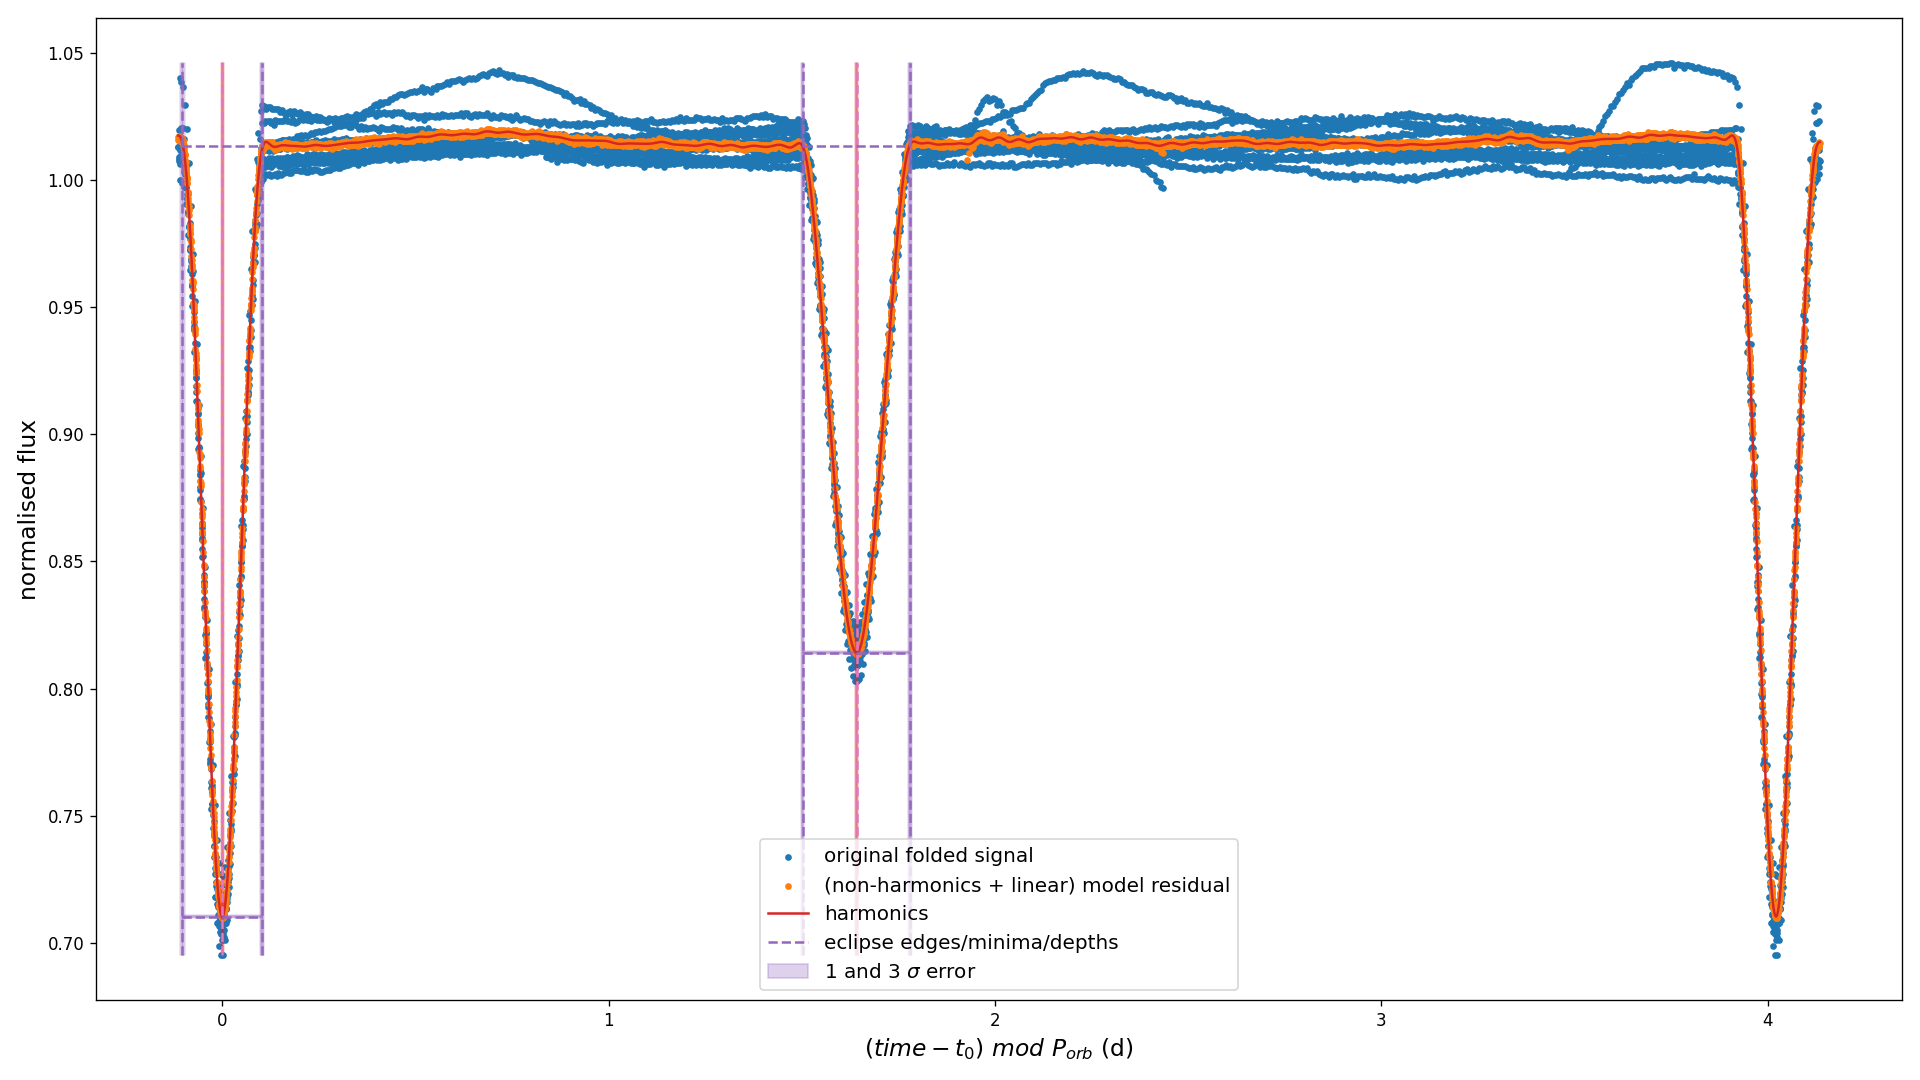 1.05
1.00
0.95
0.90
0.85
0.80
0.75
0.70
normalised flux
original folded signal
(non-harmonics + linear) model residual
harmonics
eclipse edges/minima/depths
1 and 3 σ error
0
1
2
3
4
(time − t₀) mod Pₒᵣb (d)